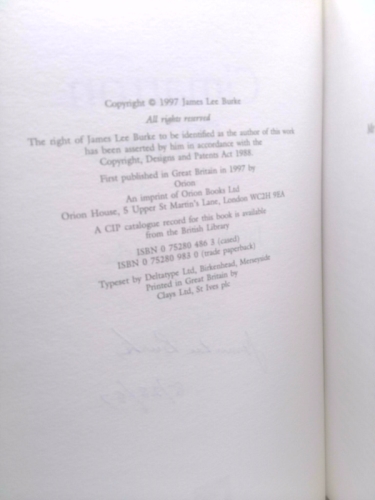 Copyright © 1997 James Lee Burke
All rights reserved
The right of James Lee Burke to be identified as the author of this work
has been asserted by him in accordance with the
Copyright, Designs and Patents Act 1988.
First published in Great Britain in 1997 by
Orion
An imprint of Orion Books Ltd
Orion House, 5 Upper St Martin's Lane, London WC2H 9EA
A CIP catalogue record for this book is available
from the British Library
ISBN 0 75280 486 3 (cased)
ISBN 0 75280 983 0 (trade paperback)
Typeset by Deltatype Ltd, Birkenhead, Merseyside
Printed in Great Britain by
Clays Ltd, St Ives plc